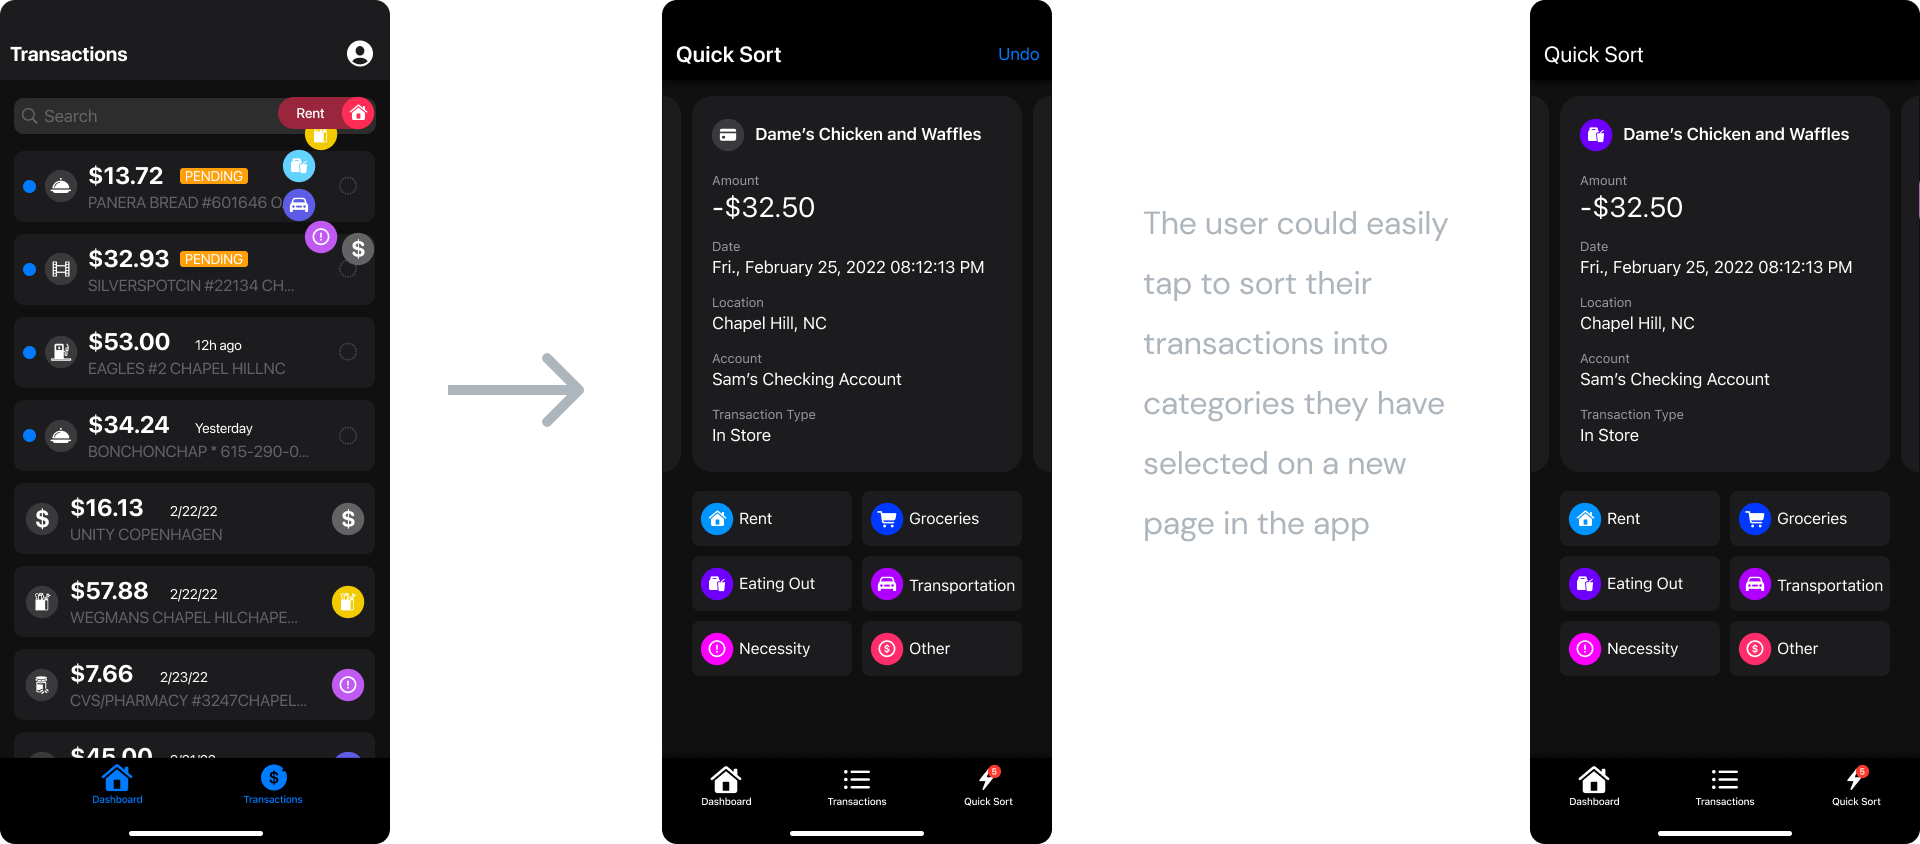 Transactions
Search
Rent
$13.72 PENDING
PANERA BREAD #601646 O
$32.93 PENDING
SILVERSPOTCIN #22134 CH...
$53.00 12h ago
EAGLES #2 CHAPEL HILLNC
$34.24 Yesterday
BONCHONCHAP * 615-290-0...
$16.13 2/22/22
UNITY COPENHAGEN
$57.88 2/22/22
WEGMANS CHAPEL HILCHAPE...
$7.66 2/23/22
CVS/PHARMACY #3247CHAPEL...
$45.00
Dashboard Transactions
Quick Sort Undo
Dame’s Chicken and Waffles
Amount
-$32.50
Date
Fri., February 25, 2022 08:12:13 PM
Location
Chapel Hill, NC
Account
Sam’s Checking Account
Transaction Type
In Store
Rent Groceries
Eating Out Transportation
Necessity Other
5
Dashboard Transactions Quick Sort
The user could easily
tap to sort their
transactions into
categories they have
selected on a new
page in the app
Quick Sort
Dame’s Chicken and Waffles
Amount
-$32.50
Date
Fri., February 25, 2022 08:12:13 PM
Location
Chapel Hill, NC
Account
Sam’s Checking Account
Transaction Type
In Store
Rent Groceries
Eating Out Transportation
Necessity Other
5
Dashboard Transactions Quick Sort